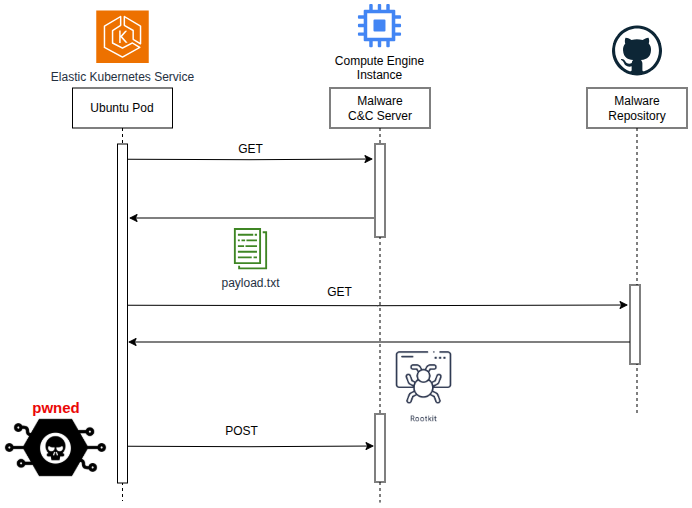 Elastic Kubernetes Service
Compute Engine
Instance
Ubuntu Pod
Malware
C&C Server
Malware
Repository
GET
payload.txt
GET
Rootkit
pwned
POST